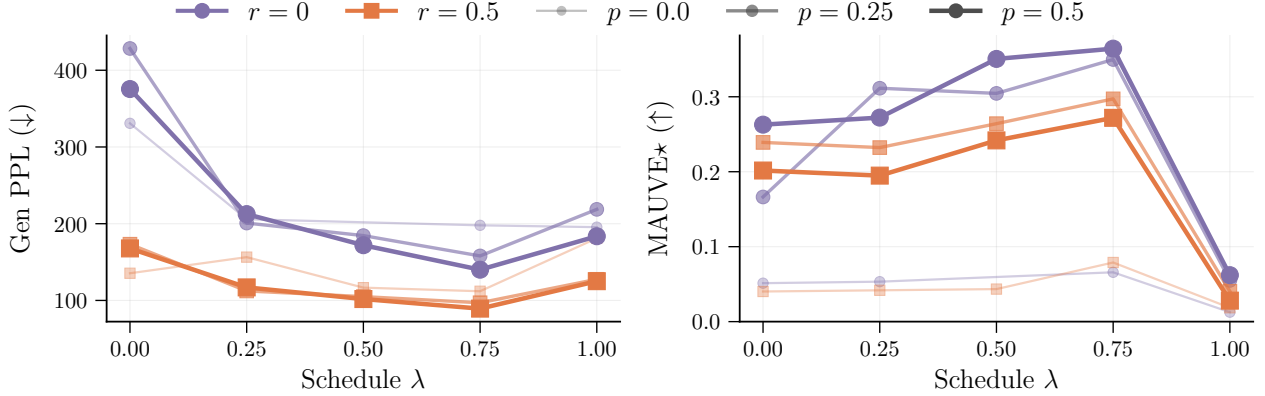 r = 0 r = 0.5 p = 0.0 p = 0.25 p = 0.5
Gen PPL (↓)
400
300
200
100
0.00 0.25 0.50 0.75 1.00
Schedule λ
MAUVE⋆ (↑)
0.3
0.2
0.1
0.0
0.00 0.25 0.50 0.75 1.00
Schedule λ